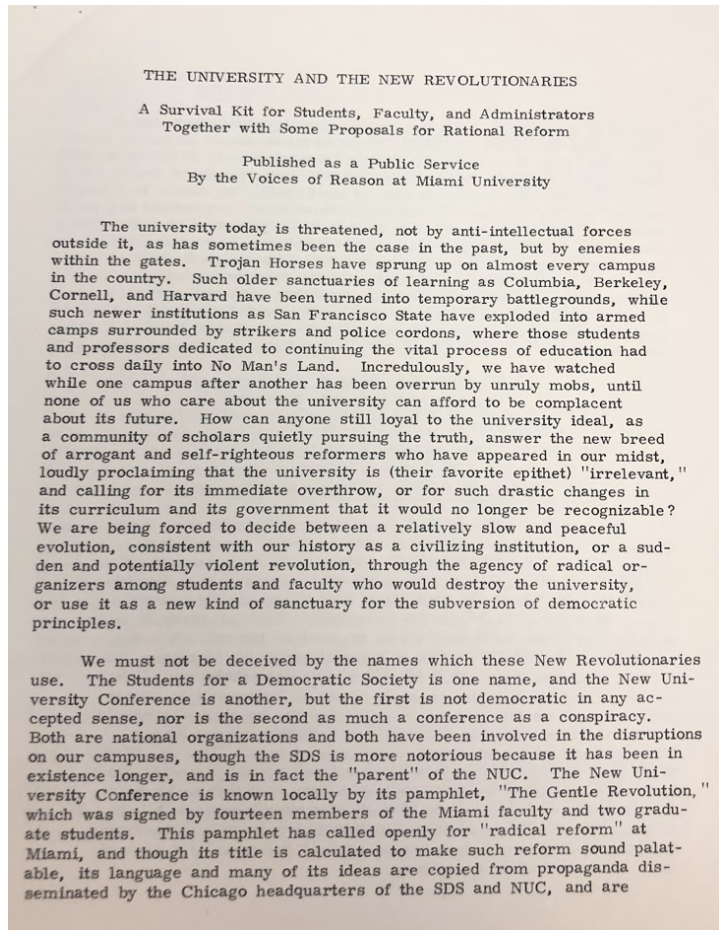 THE UNIVERSITY AND THE NEW REVOLUTIONARIES
A Survival Kit for Students, Faculty, and Administrators
Together with Some Proposals for Rational Reform
Published as a Public Service
By the Voices of Reason at Miami University
The university today is threatened, not by anti-intellectual forces
outside it, as has sometimes been the case in the past, but by enemies
within the gates. Trojan Horses have sprung up on almost every campus
in the country. Such older sanctuaries of learning as Columbia, Berkeley,
Cornell, and Harvard have been turned into temporary battlegrounds, while
such newer institutions as San Francisco State have exploded into armed
camps surrounded by strikers and police cordons, where those students
and professors dedicated to continuing the vital process of education had
to cross daily into No Man's Land. Incredulously, we have watched
while one campus after another has been overrun by unruly mobs, until
none of us who care about the university can afford to be complacent
about its future. How can anyone still loyal to the university ideal, as
a community of scholars quietly pursuing the truth, answer the new breed
of arrogant and self-righteous reformers who have appeared in our midst,
loudly proclaiming that the university is (their favorite epithet) "irrelevant,"
and calling for its immediate overthrow, or for such drastic changes in
its curriculum and its government that it would no longer be recognizable?
We are being forced to decide between a relatively slow and peaceful
evolution, consistent with our history as a civilizing institution, or a sud-
den and potentially violent revolution, through the agency of radical or-
ganizers among students and faculty who would destroy the university,
or use it as a new kind of sanctuary for the subversion of democratic
principles.
We must not be deceived by the names which these New Revolutionaries
use. The Students for a Democratic Society is one name, and the New Uni-
versity Conference is another, but the first is not democratic in any ac-
cepted sense, nor is the second as much a conference as a conspiracy.
Both are national organizations and both have been involved in the disruptions
on our campuses, though the SDS is more notorious because it has been in
existence longer, and is in fact the "parent" of the NUC. The New Uni-
versity Conference is known locally by its pamphlet, "The Gentle Revolution,"
which was signed by fourteen members of the Miami faculty and two gradu-
ate students. This pamphlet has called openly for "radical reform" at
Miami, and though its title is calculated to make such reform sound palat-
able, its language and many of its ideas are copied from propaganda dis-
seminated by the Chicago headquarters of the SDS and NUC, and are